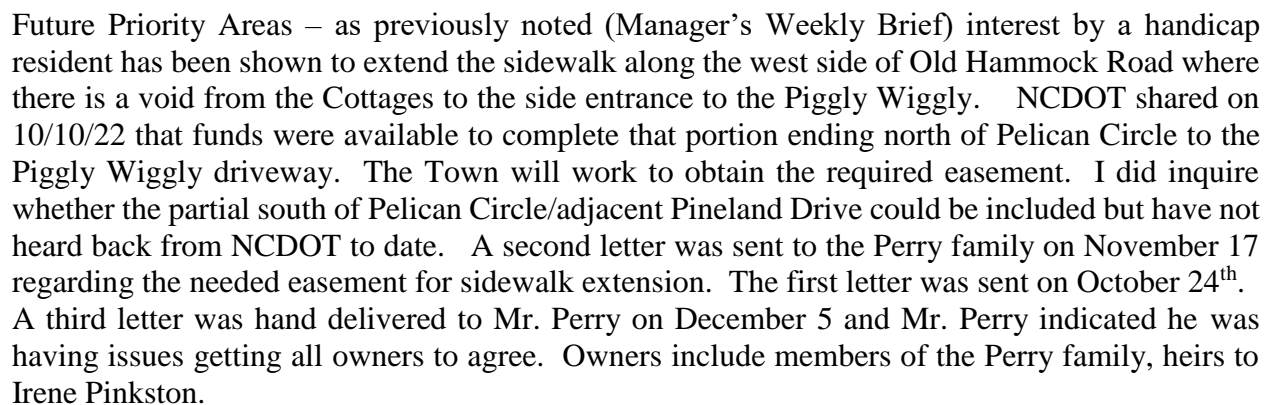 Future Priority Areas – as previously noted (Manager’s Weekly Brief) interest by a handicap
resident has been shown to extend the sidewalk along the west side of Old Hammock Road where
there is a void from the Cottages to the side entrance to the Piggly Wiggly. NCDOT shared on
10/10/22 that funds were available to complete that portion ending north of Pelican Circle to the
Piggly Wiggly driveway. The Town will work to obtain the required easement. I did inquire
whether the partial south of Pelican Circle/adjacent Pineland Drive could be included but have not
heard back from NCDOT to date. A second letter was sent to the Perry family on November 17
regarding the needed easement for sidewalk extension. The first letter was sent on October 24th.
A third letter was hand delivered to Mr. Perry on December 5 and Mr. Perry indicated he was
having issues getting all owners to agree. Owners include members of the Perry family, heirs to
Irene Pinkston.